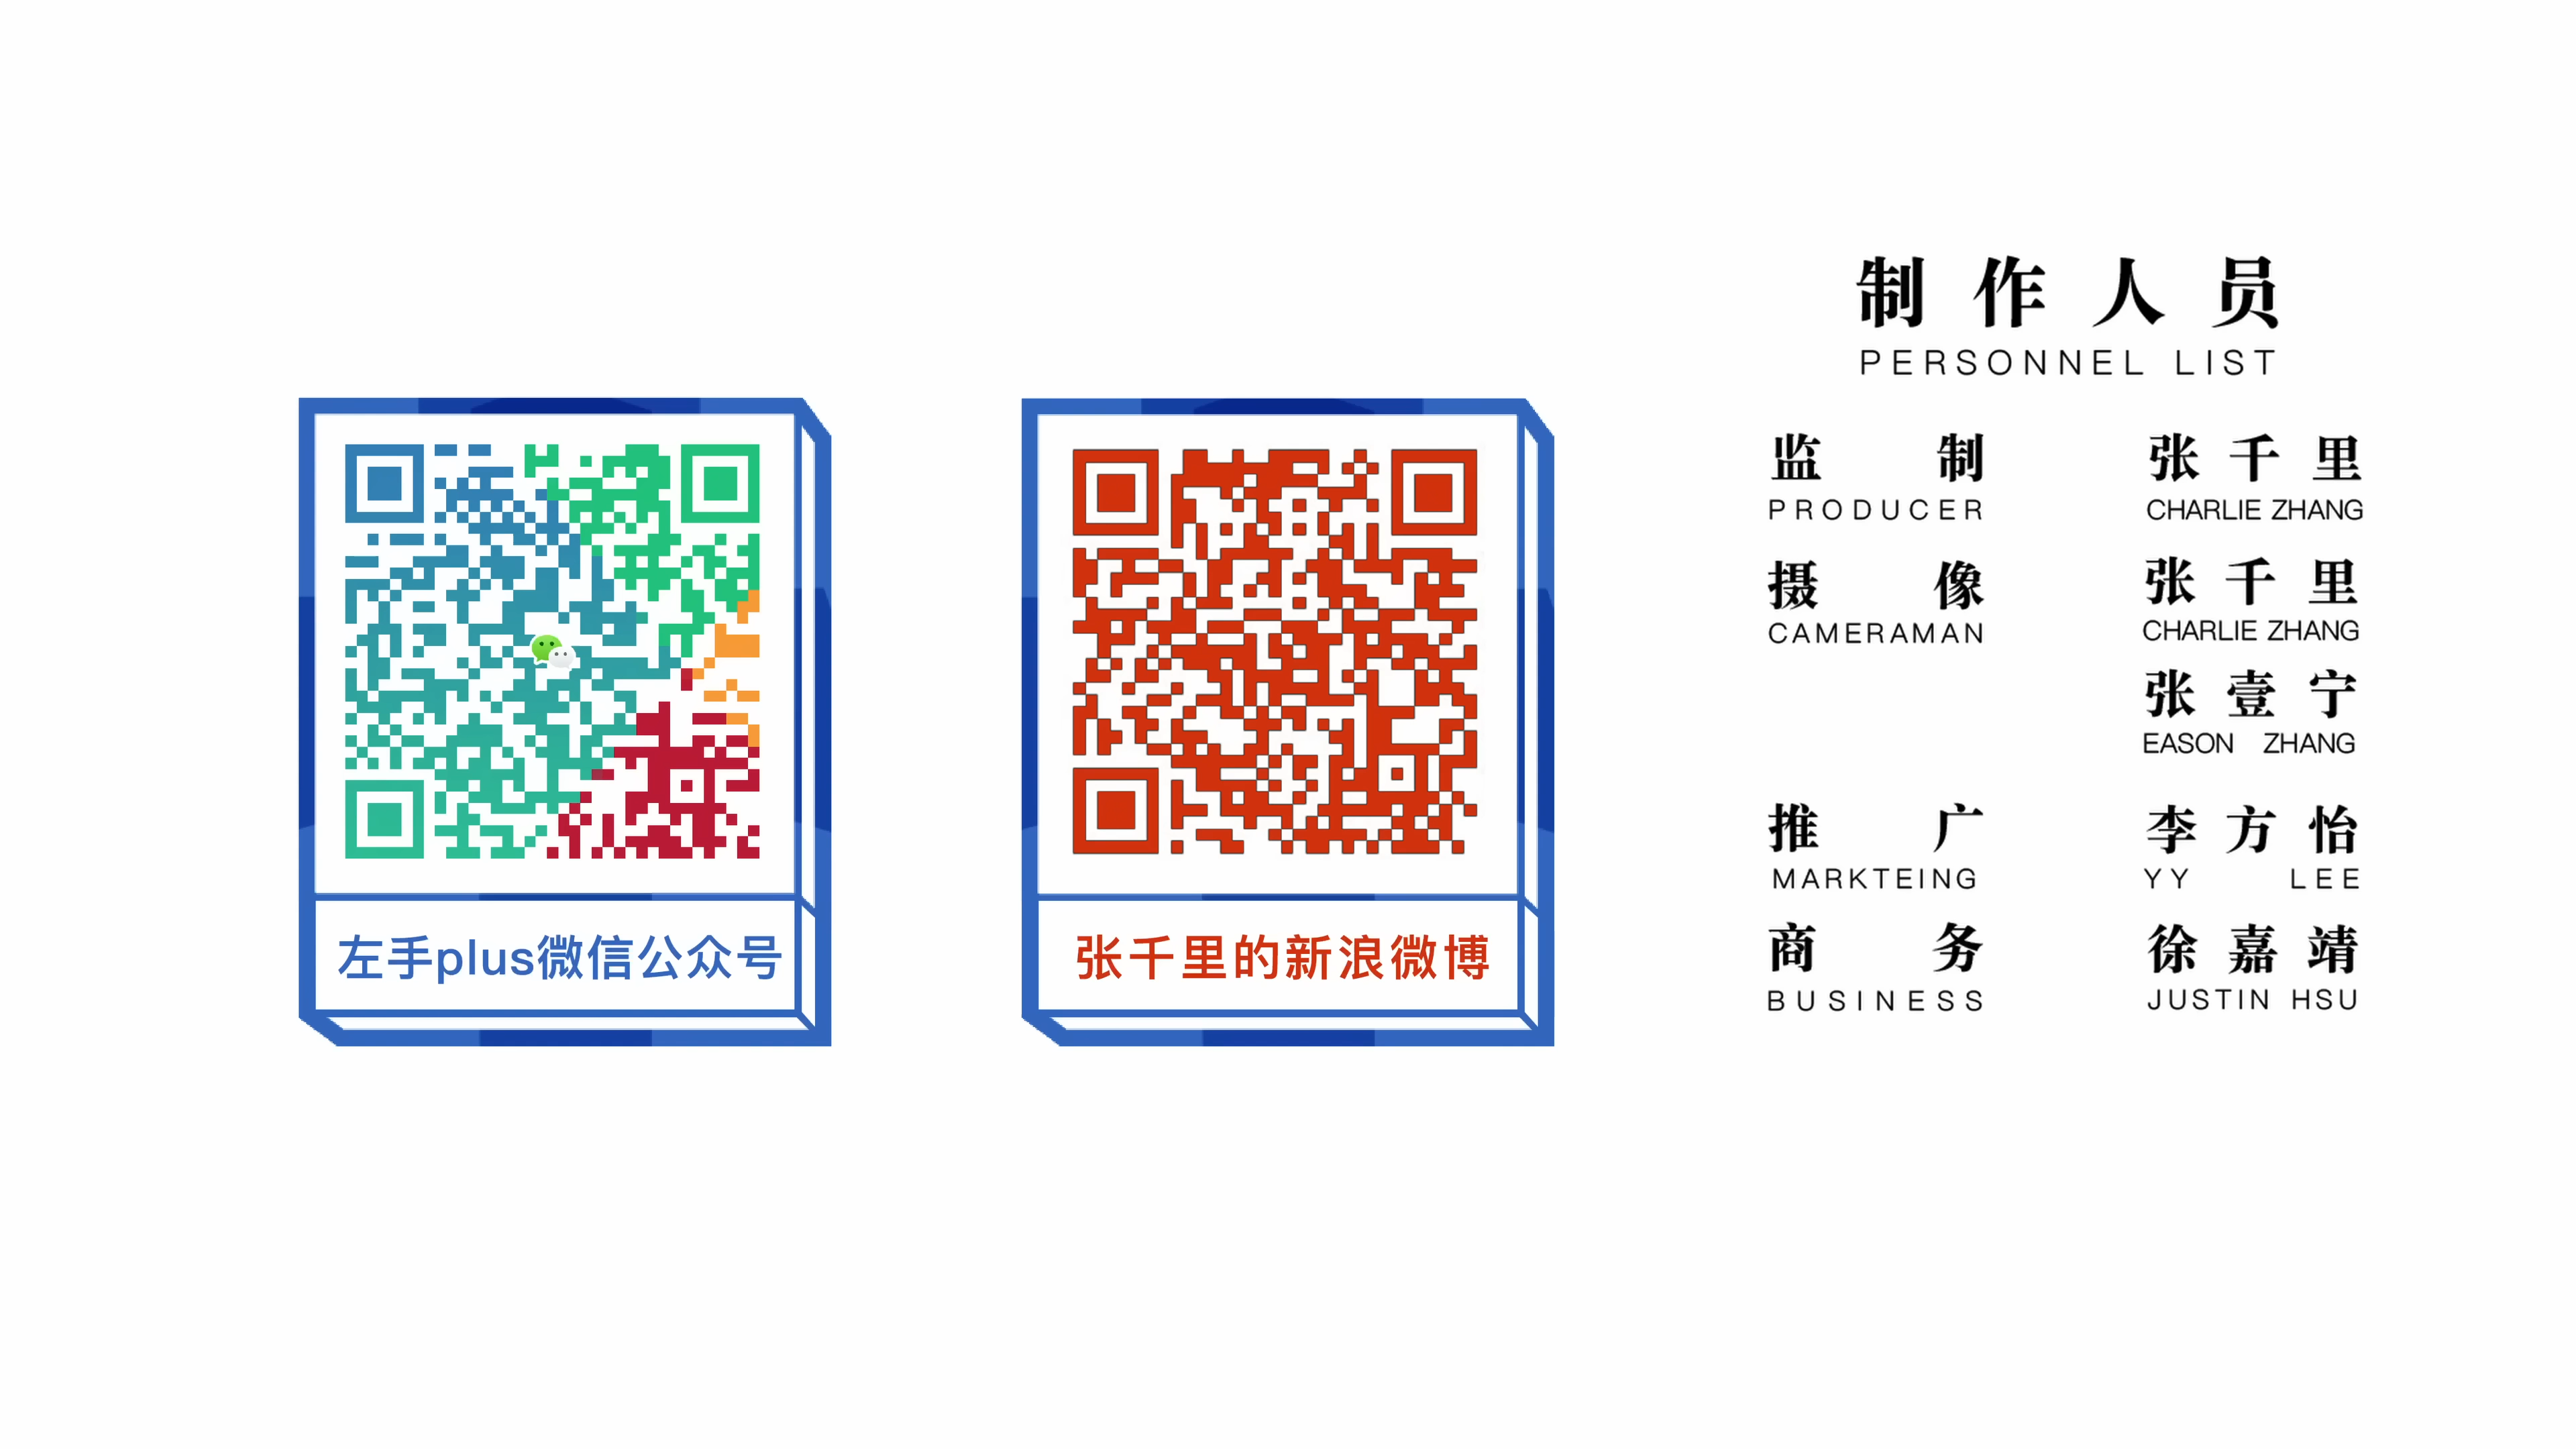 左手plus微信公众号
张千里的新浪微博
制作人员
PERSONNEL LIST
监制 张千里
PRODUCER CHARLIE ZHANG
摄像 张千里
CAMERAMAN CHARLIE ZHANG
张壹宁
EASON ZHANG
推广 李方怡
MARKTEING YY LEE
商务 徐嘉靖
BUSINESS JUSTIN HSU